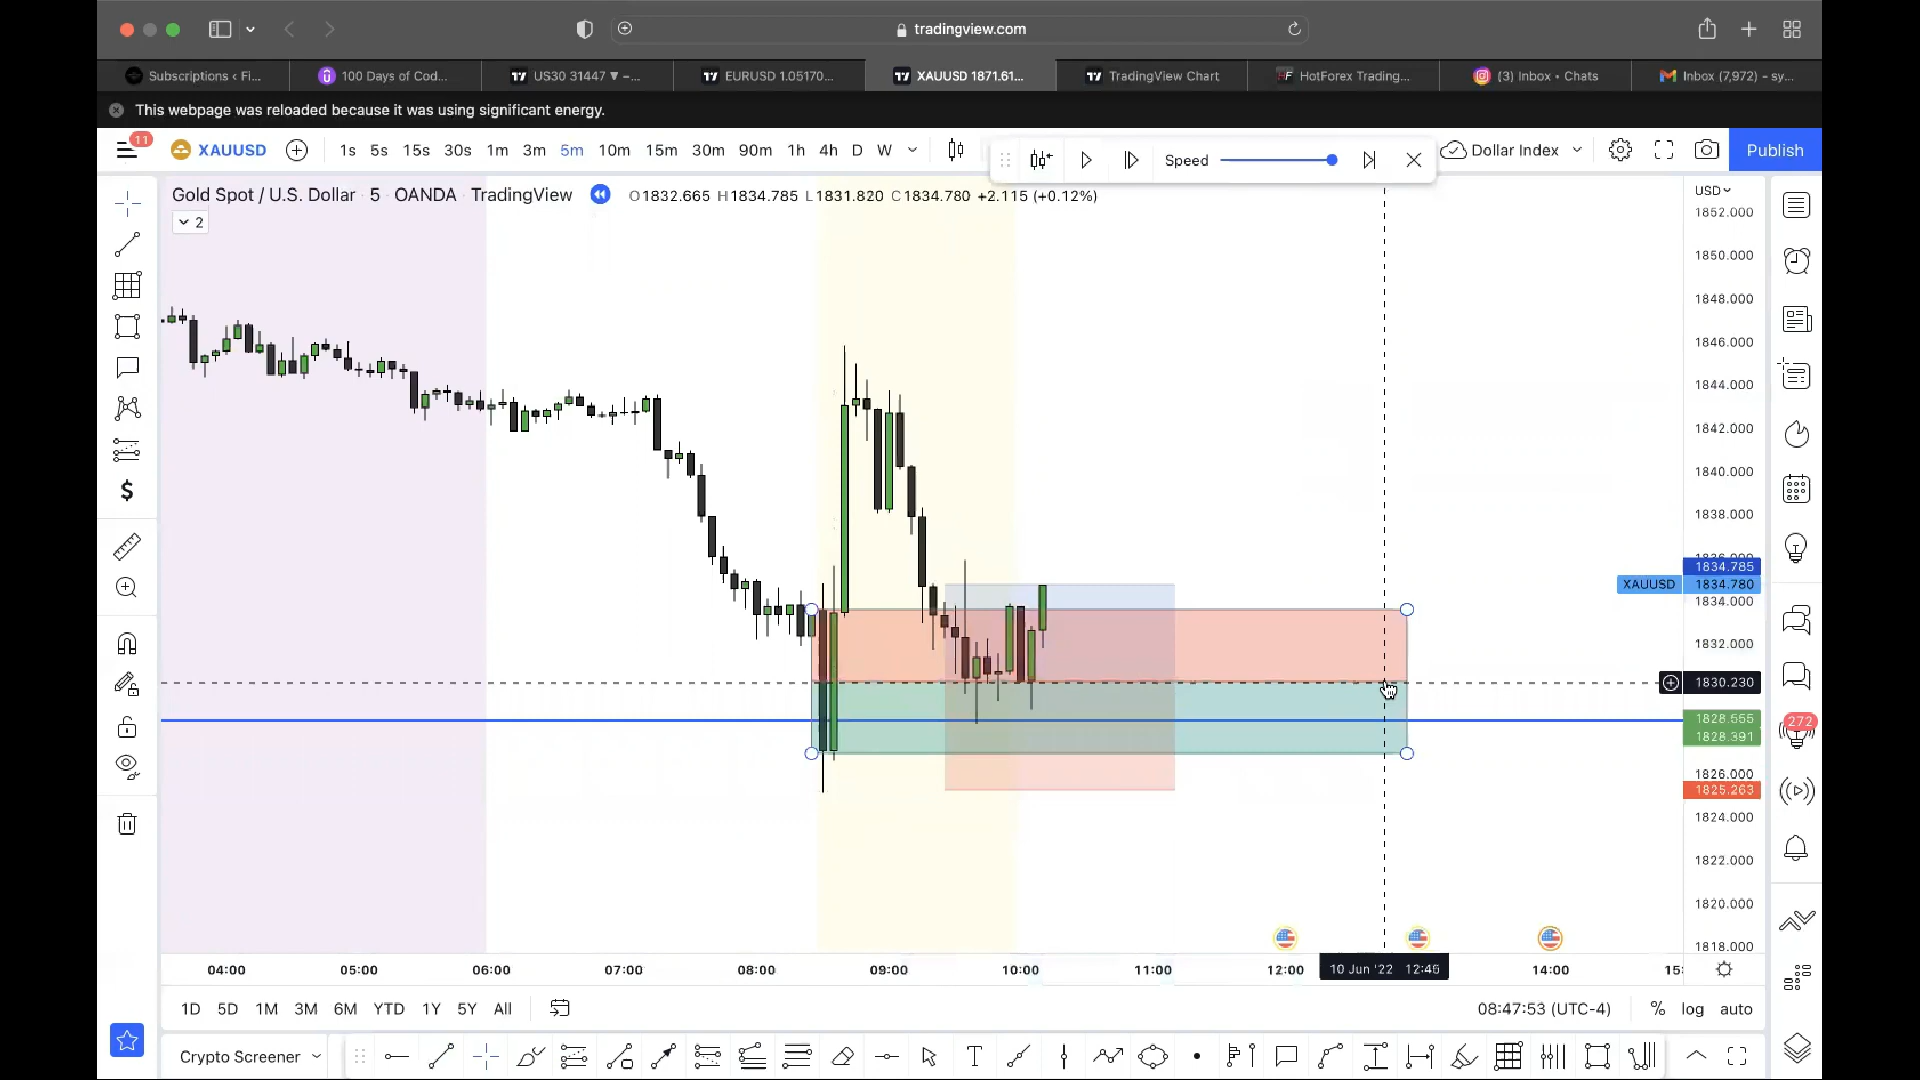 tradingview.com
Subscriptions < Fi...
100 Days of Cod...
US30 31447 ▼ –...
EURUSD 1.05170...
XAUUSD 1871.61...
TradingView Chart
HotForex Trading...
(3) Inbox • Chats
Inbox (7,972) – sy...
This webpage was reloaded because it was using significant energy.
11
XAUUSD
1s 5s 15s 30s 1m 3m 5m 10m 15m 30m 90m 1h 4h D W
Speed
Dollar Index
Publish
Gold Spot / U.S. Dollar · 5 · OANDA · TradingView
O1832.665 H1834.785 L1831.820 C1834.780 +2.115 (+0.12%)
2
USD
1852.000
1850.000
1848.000
1846.000
1844.000
1842.000
1840.000
1838.000
1834.785
XAUUSD 1834.780
1834.000
1832.000
1830.230
1828.555
1828.391
272
1826.000
1825.263
1824.000
1822.000
1820.000
1818.000
04:00 05:00 06:00 07:00 08:00 09:00 10:00 11:00 12:00 10 Jun '22 14:00 15:
1D 5D 1M 3M 6M YTD 1Y 5Y All
08:47:53 (UTC-4) % log auto
Crypto Screener